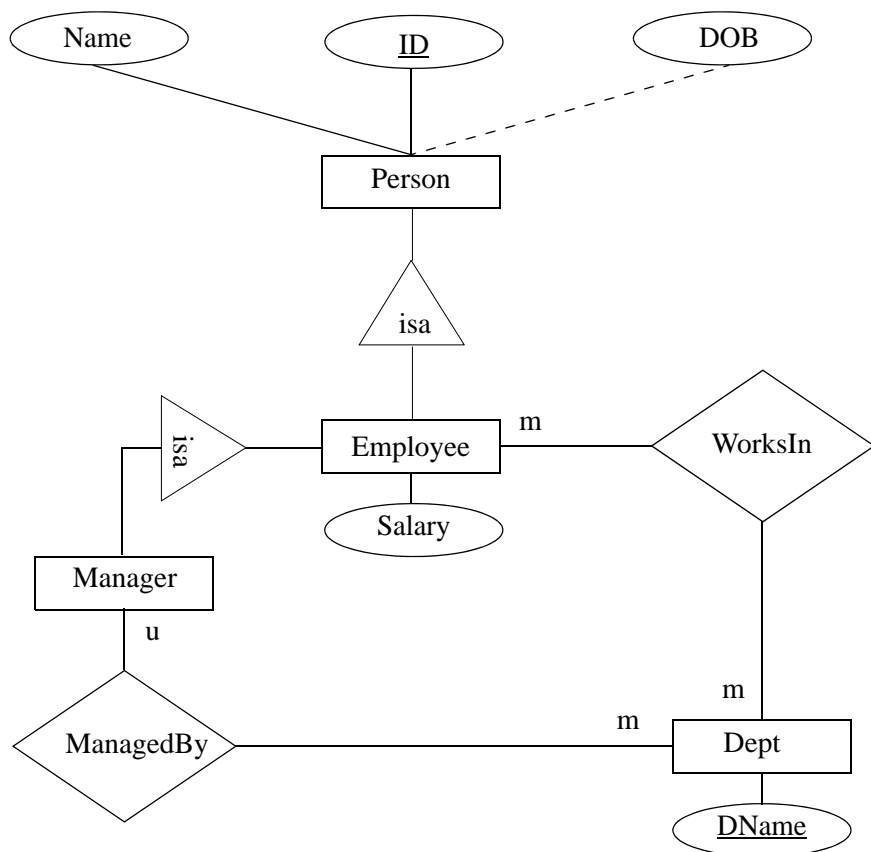 Name
ID
DOB
Person
isa
isa
Employee
m
WorksIn
Salary
Manager
u
m
m
ManagedBy
Dept
DName